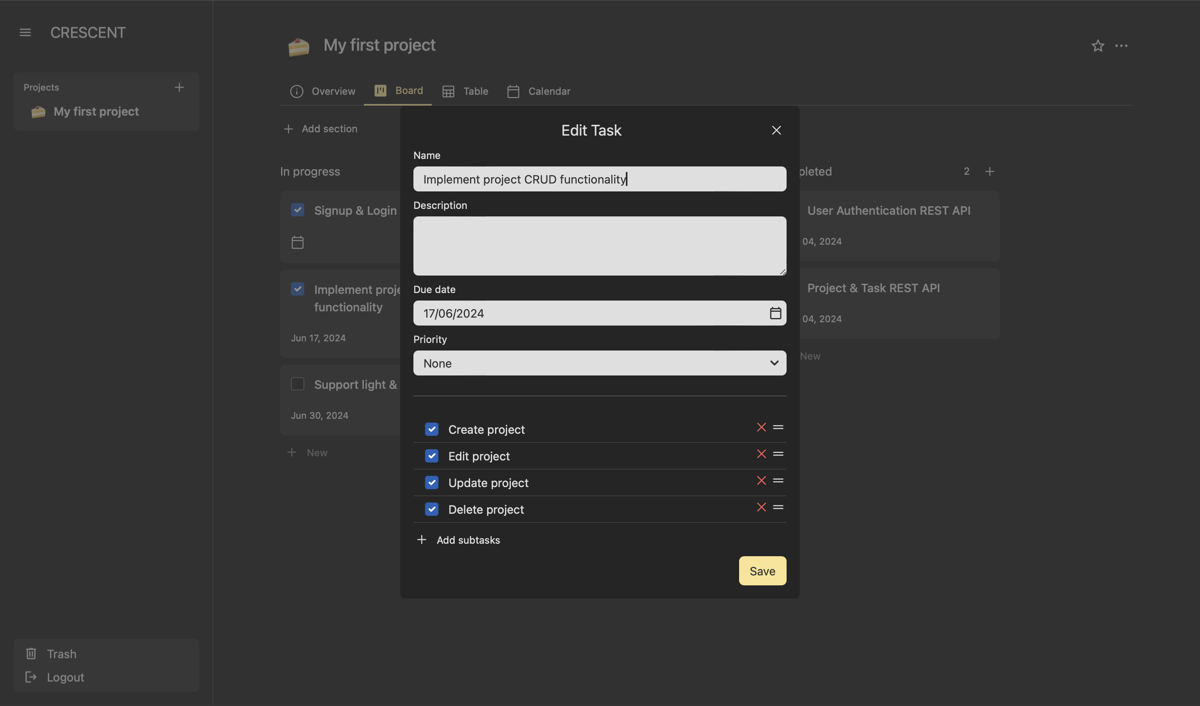 CRESCENT
Projects
My first project
Trash
Logout
My first project
Overview
Board
Table
Calendar
Add section
In progress
Signup & Login
Implement
functionality
Jun 17, 2024
Support light &
Jun 30, 2024
New
Edit Task
Name
Implement project CRUD functionality
Description
Due date
17/06/2024
Priority
None
Create project
Edit project
Update project
Delete project
Add subtasks
Save
2
User Authentication REST API
04, 2024
Project & Task REST API
04, 2024
New